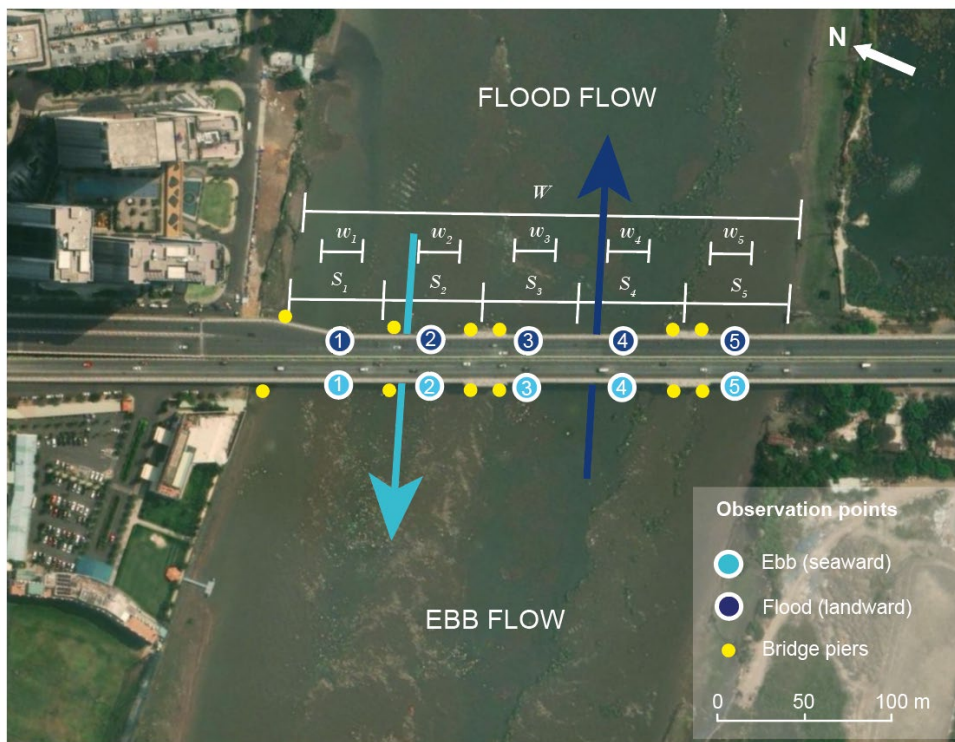 N
FLOOD FLOW
W
w₁ w₂ w₃ w₄ w₅
S₁ S₂ S₃ S₄ S₅
1 2 3 4 5
1 2 3 4 5
EBB FLOW
Observation points
Ebb (seaward)
Flood (landward)
Bridge piers
0 50 100 m